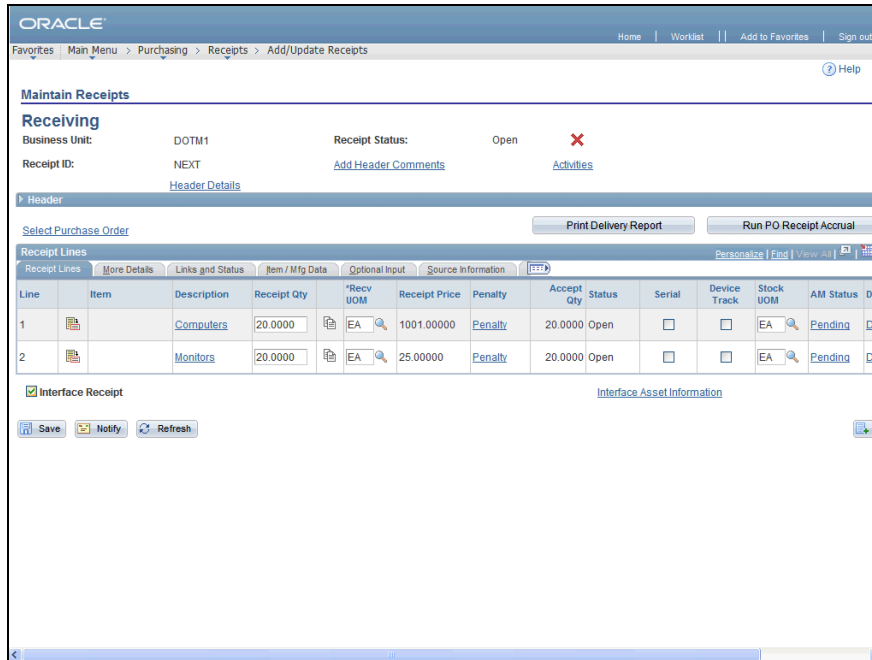 ORACLE
Home | Worklist | | Add to Favorites | Sign out
Favorites | Main Menu > Purchasing > Receipts > Add/Update Receipts
? Help
Maintain Receipts
Receiving
Business Unit: DOTM1 Receipt Status: Open
Receipt ID: NEXT Add Header Comments Activities
Header Details
Header
Select Purchase Order Print Delivery Report Run PO Receipt Accrual
Receipt Lines Personalize | Find | View All |
Receipt Lines More Details Links and Status Item / Mfg Data Optional Input Source Information
Line Item Description Receipt Qty *Recv UOM Receipt Price Penalty Accept Qty Status Serial Device Track Stock UOM AM Status D
1 Computers 20.0000 EA 1001.00000 Penalty 20.0000 Open EA Pending D
2 Monitors 20.0000 EA 25.00000 Penalty 20.0000 Open EA Pending D
Interface Receipt Interface Asset Information
Save Notify Refresh